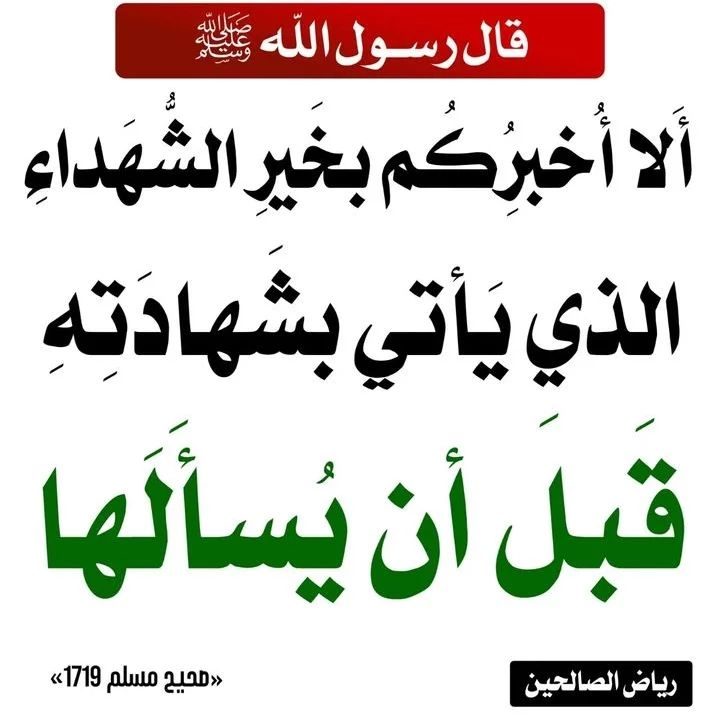 قال رسول الله ﷺ
أَلا أُخبرُِكُم بخَيرِ الشُّهَداءِ
الذي يَأتي بشَهادَتِهِ
قَبلَ أن يُسأَلَها
رياض الصالحين
«صحيح مسلم 1719»